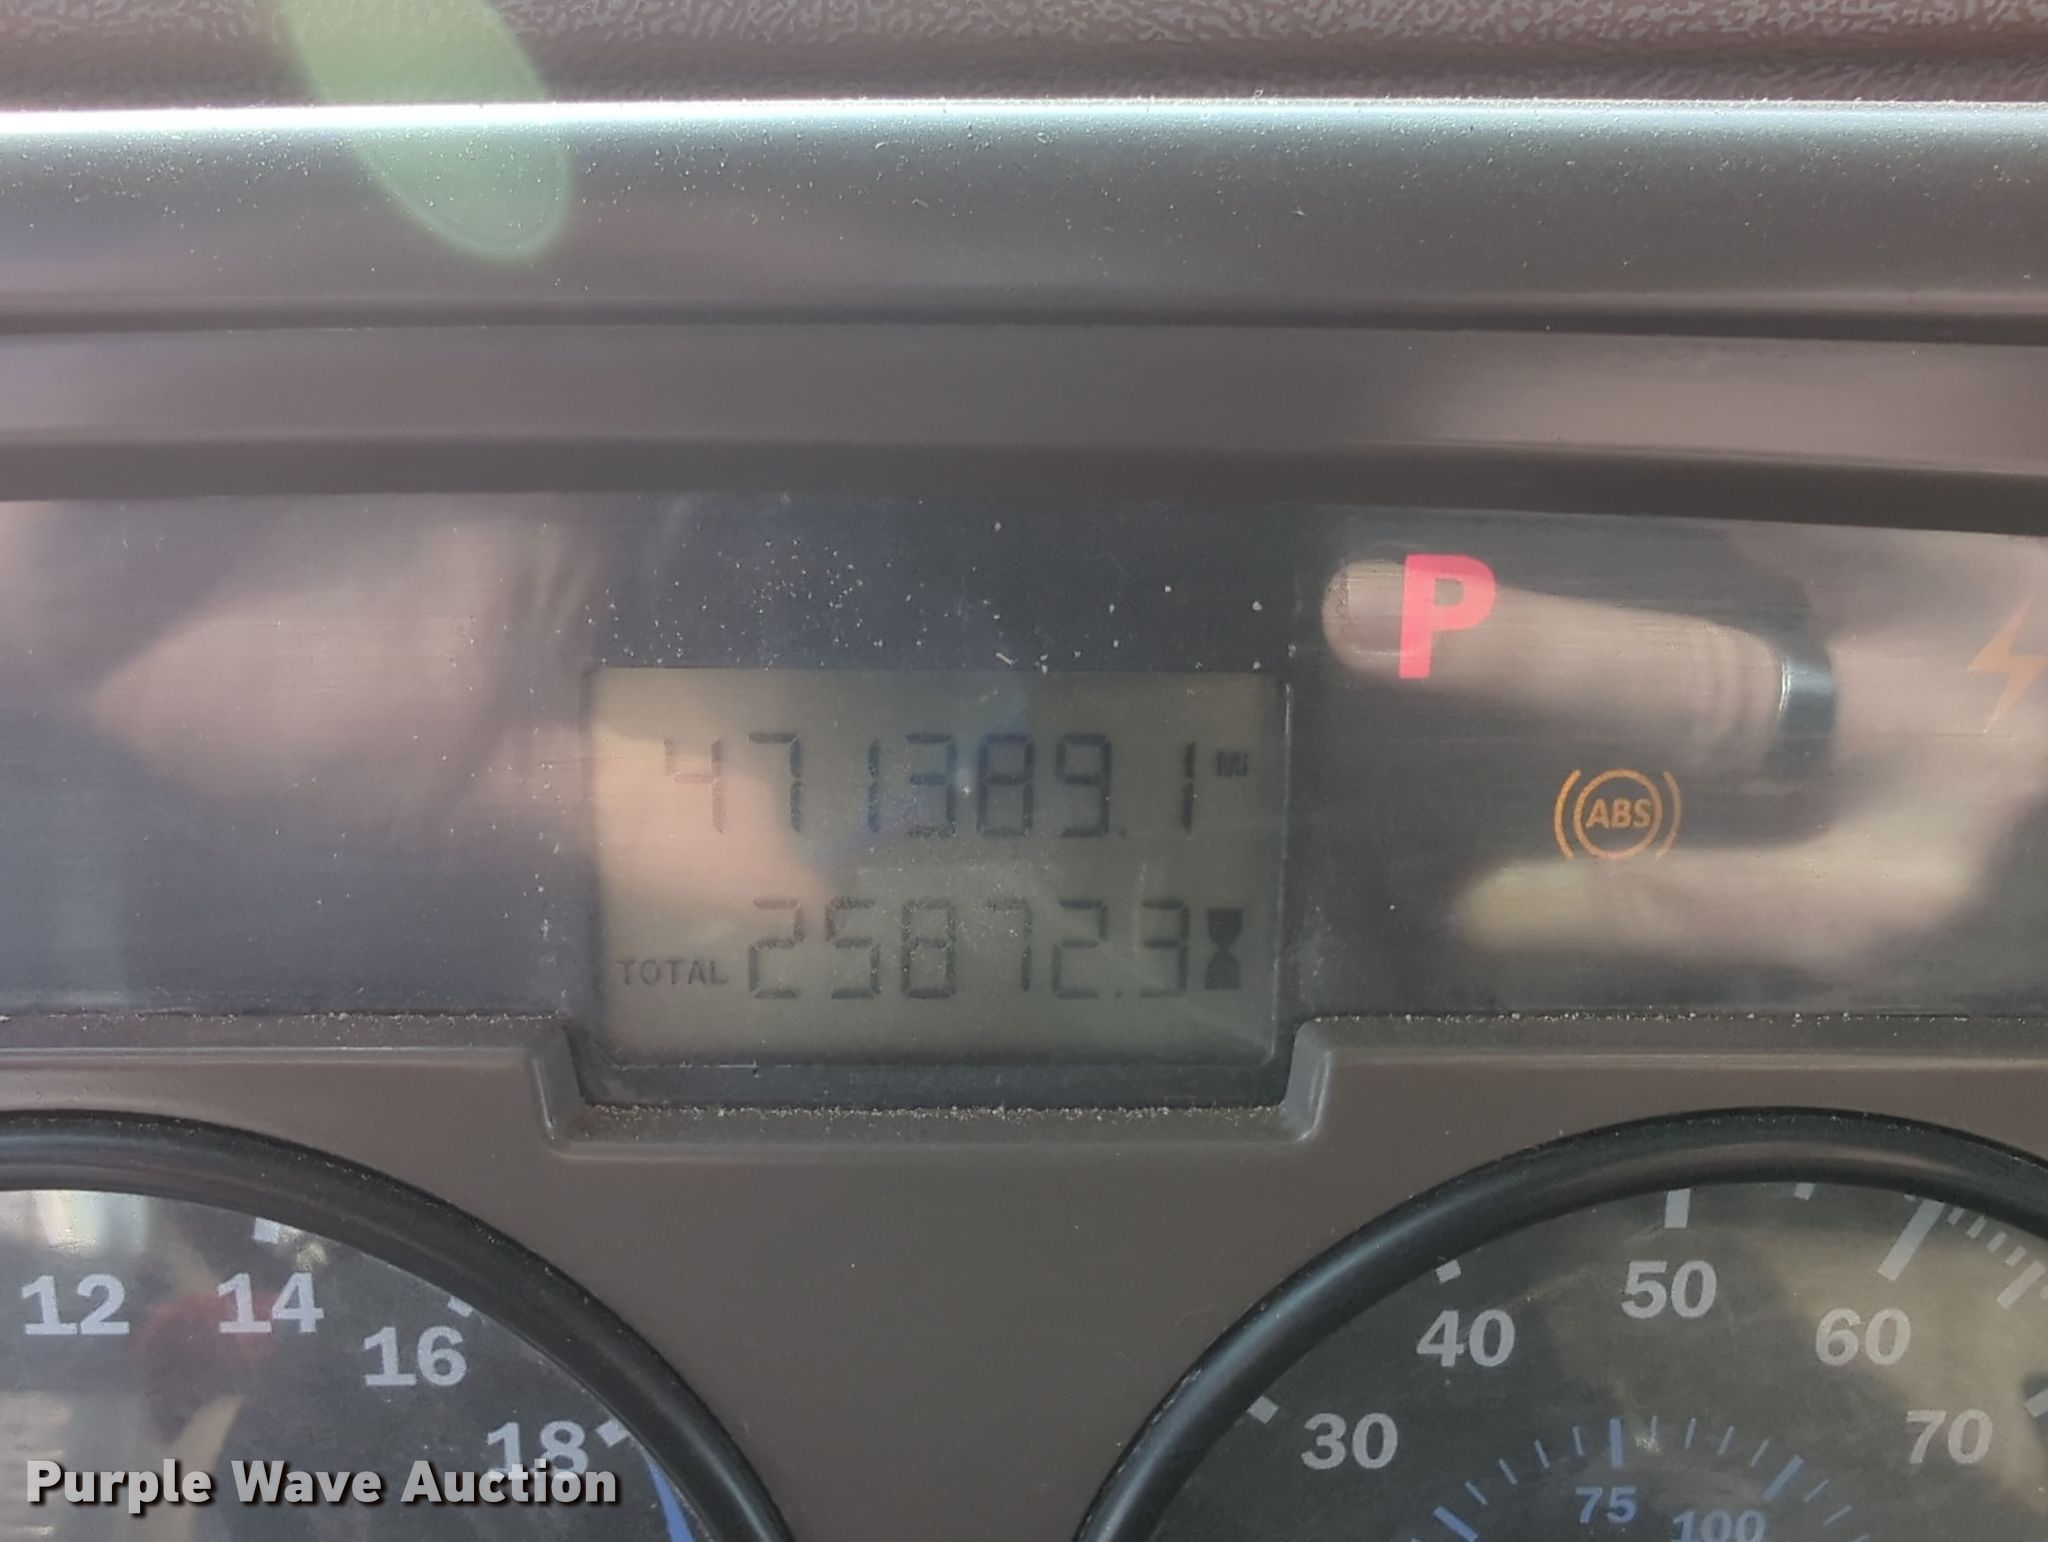 P
471389.1 MI
ABS
TOTAL 25872.3
12 14 16 18
30 40 50 60 70
75 100
Purple Wave Auction